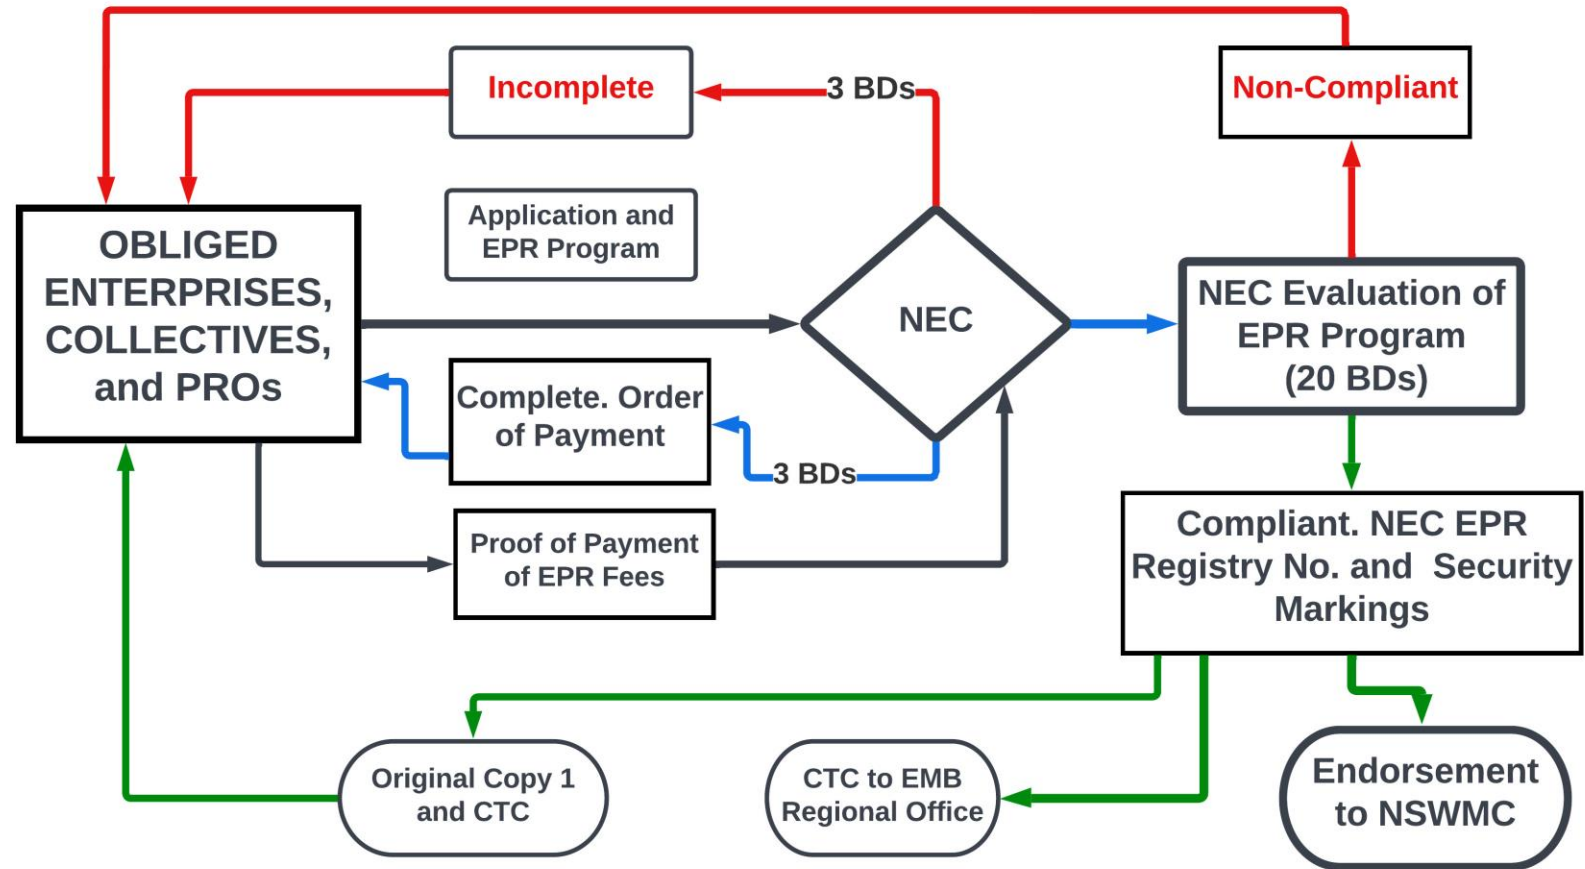 Incomplete
3 BDs
Non-Compliant
Application and
EPR Program
OBLIGED
ENTERPRISES,
COLLECTIVES,
and PROs
NEC
NEC Evaluation of
EPR Program
(20 BDs)
Complete. Order
of Payment
3 BDs
Proof of Payment
of EPR Fees
Compliant. NEC EPR
Registry No. and Security
Markings
Original Copy 1
and CTC
CTC to EMB
Regional Office
Endorsement
to NSWMC